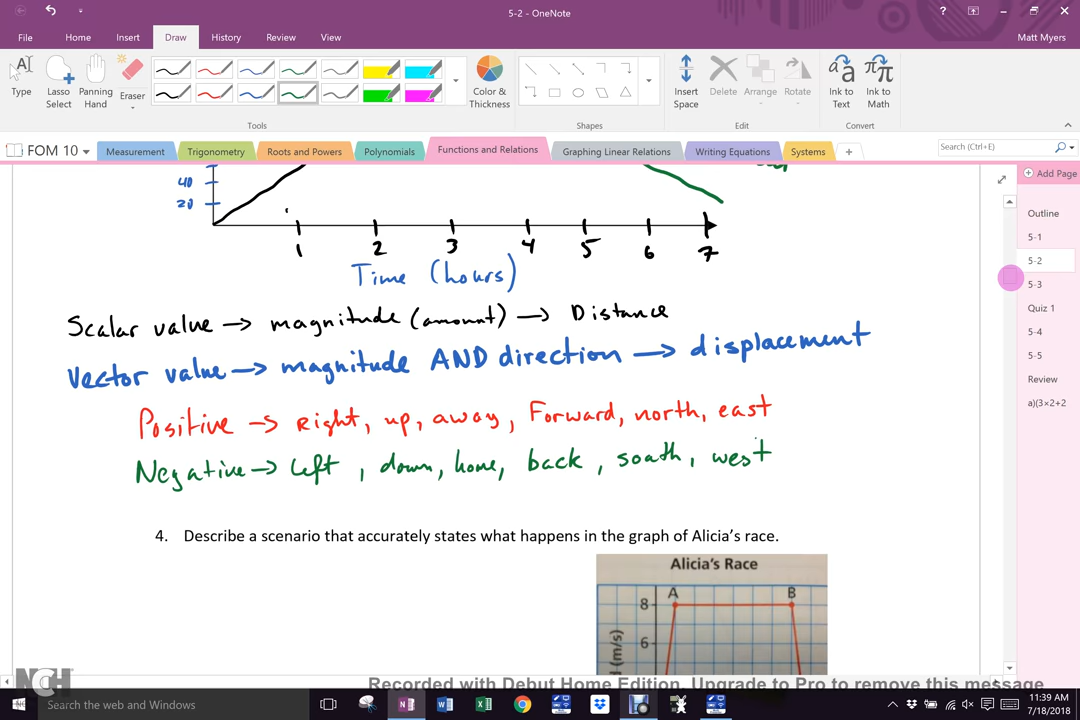 5-2 - OneNote
?
Matt Myers
File Home Insert Draw History Review View
Type
Lasso Select
Panning Hand
Eraser
Color & Thickness
Insert Space
Delete
Arrange
Rotate
Ink to Text
Ink to Math
Tools
Shapes
Edit
Convert
FOM 10
Measurement Trigonometry Roots and Powers Polynomials Functions and Relations Graphing Linear Relations Writing Equations Systems +
Search (Ctrl+E)
Add Page
Outline
5-1
5-2
5-3
Quiz 1
5-4
5-5
Review
a)(3×2+2
40
20
1 2 3 4 5 6 7
Time (hours)
Scalar value → magnitude (amount) → Distance
Vector value → magnitude AND direction → displacement
Positive → Right, up, away, Forward, north, east
Negative → left, down, home, back, south, west
4. Describe a scenario that accurately states what happens in the graph of Alicia's race.
Alicia's Race
A B
8
6
(m/s)
NCH
Recorded with Debut Home Edition. Upgrade to Pro to remove this message
Search the web and Windows
11:39 AM
7/18/2018